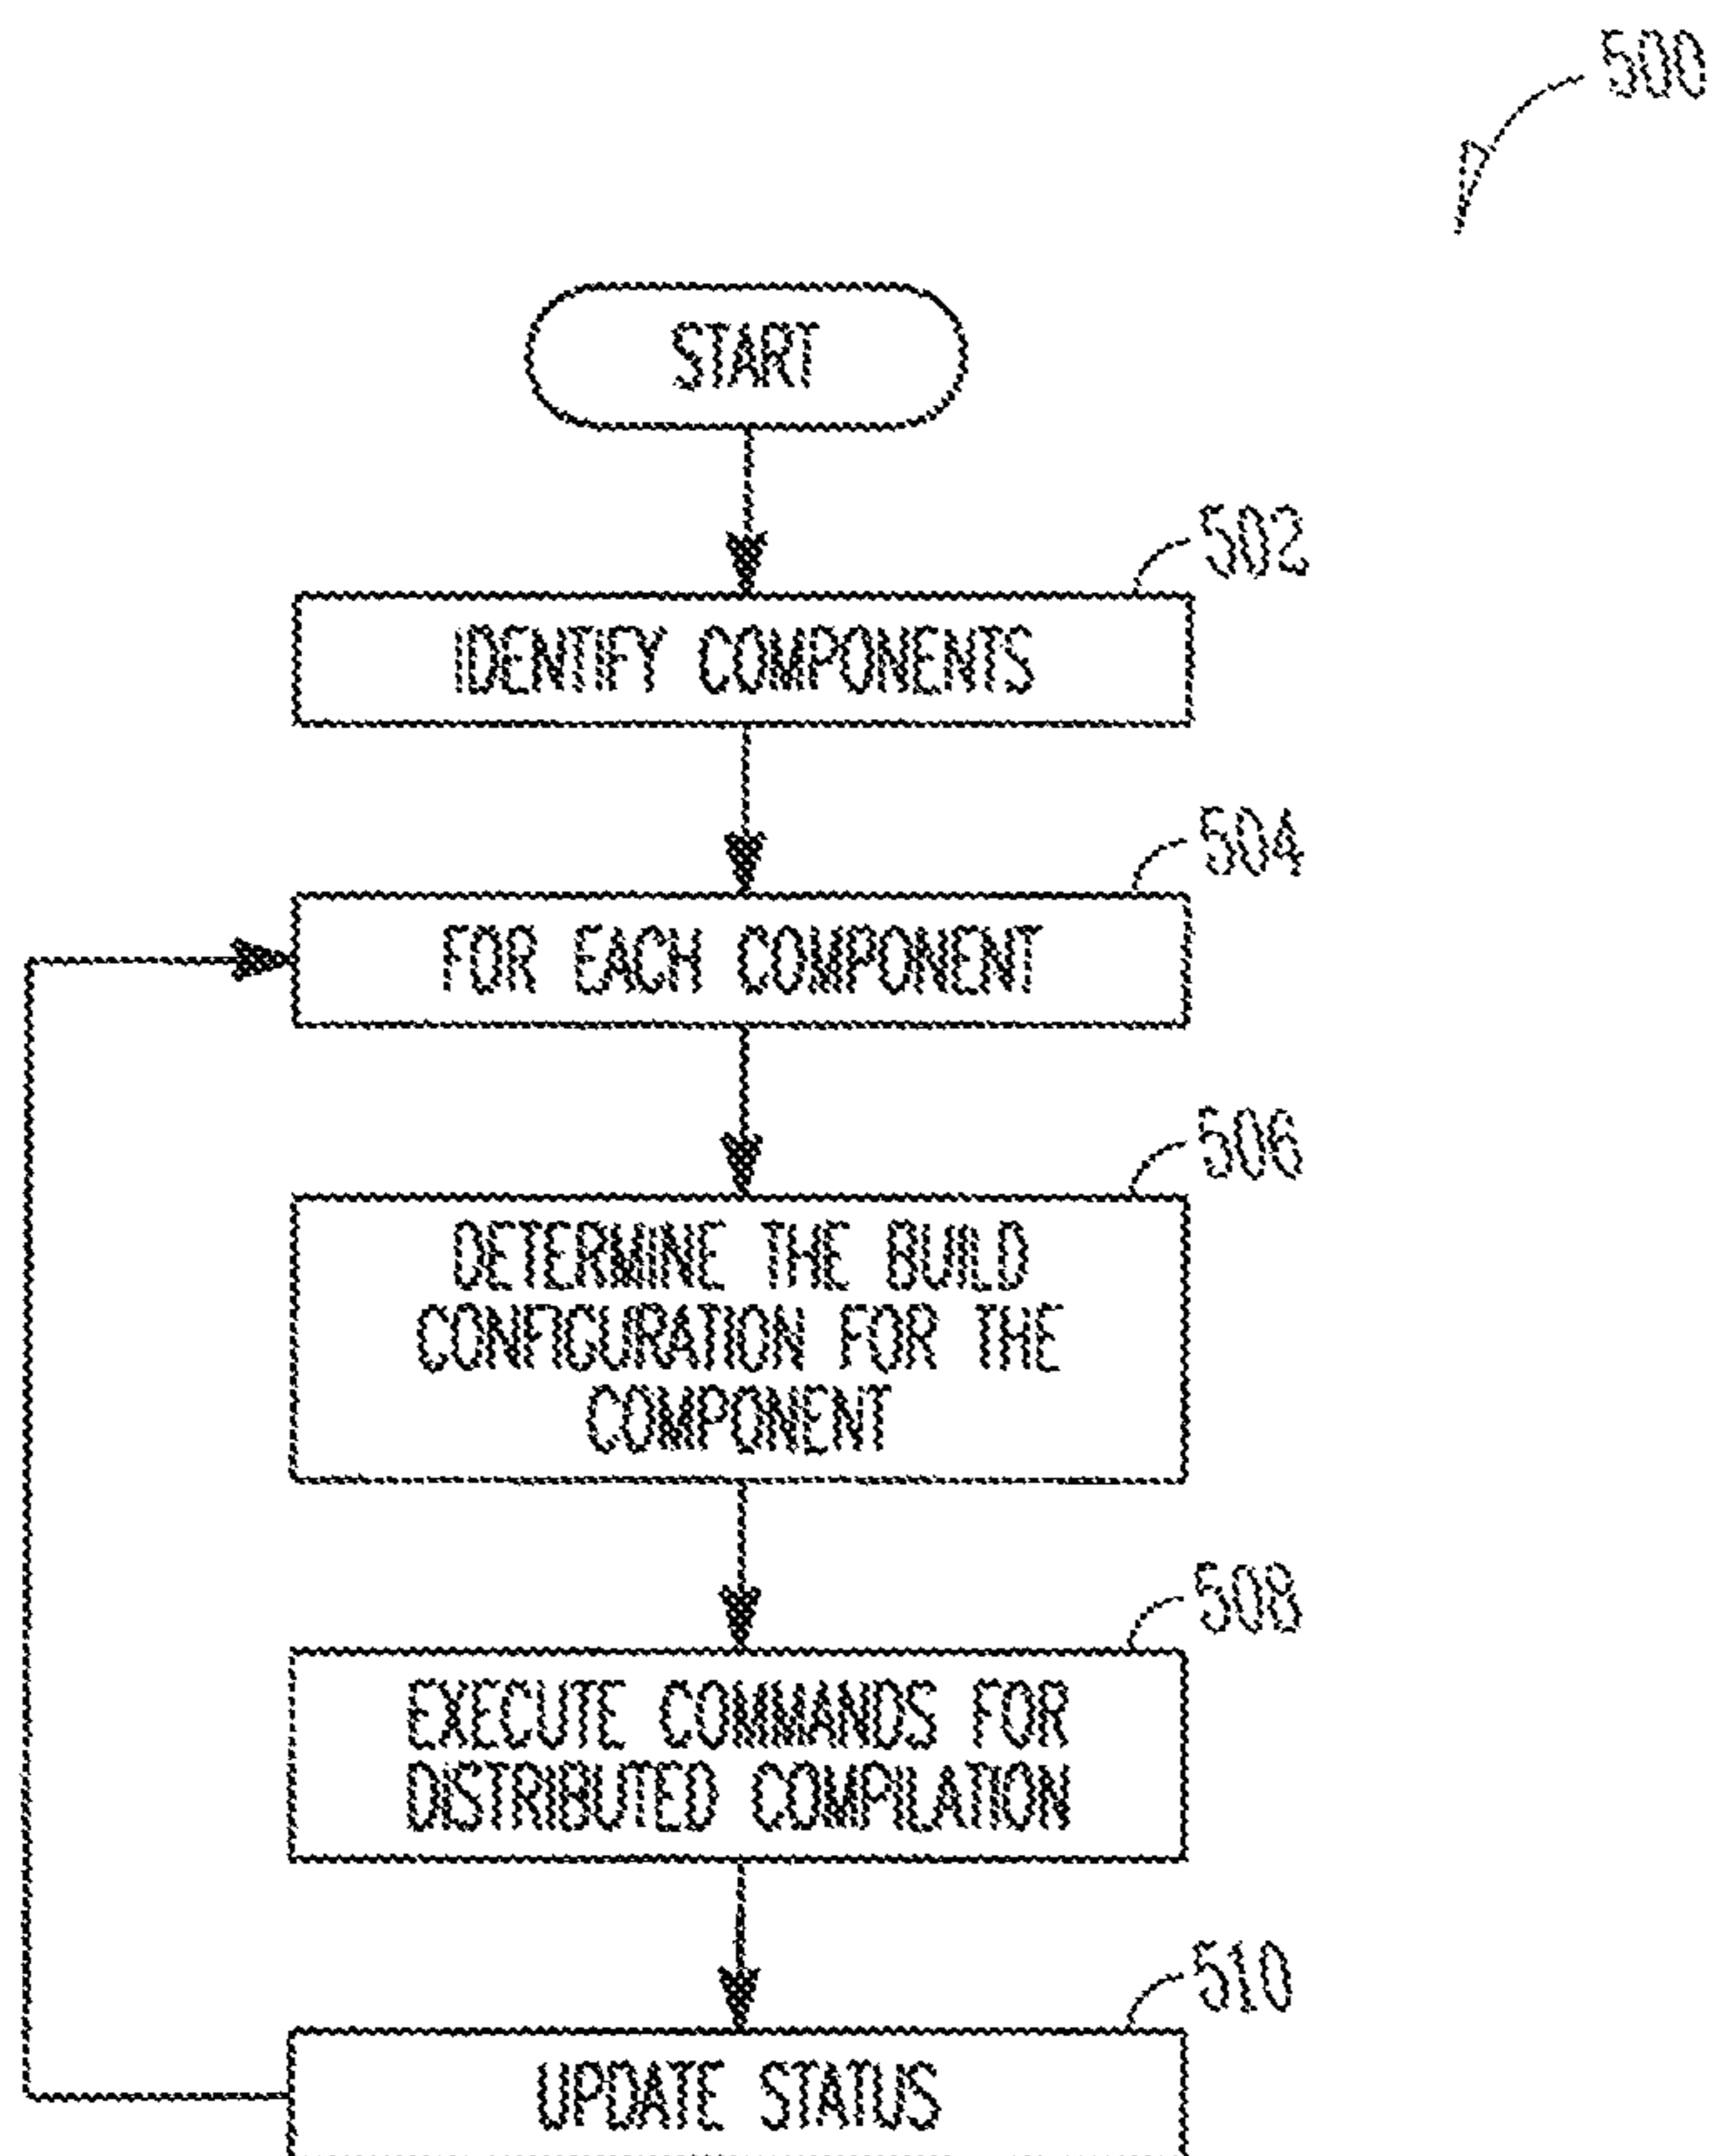 500
START
502
IDENTIFY COMPONENTS
504
FOR EACH COMPONENT
506
DETERMINE THE BUILD
CONFIGURATION FOR THE
COMPONENT
508
EXECUTE COMMANDS FOR
DISTRIBUTED COMPILATION
510
UPDATE STATUS